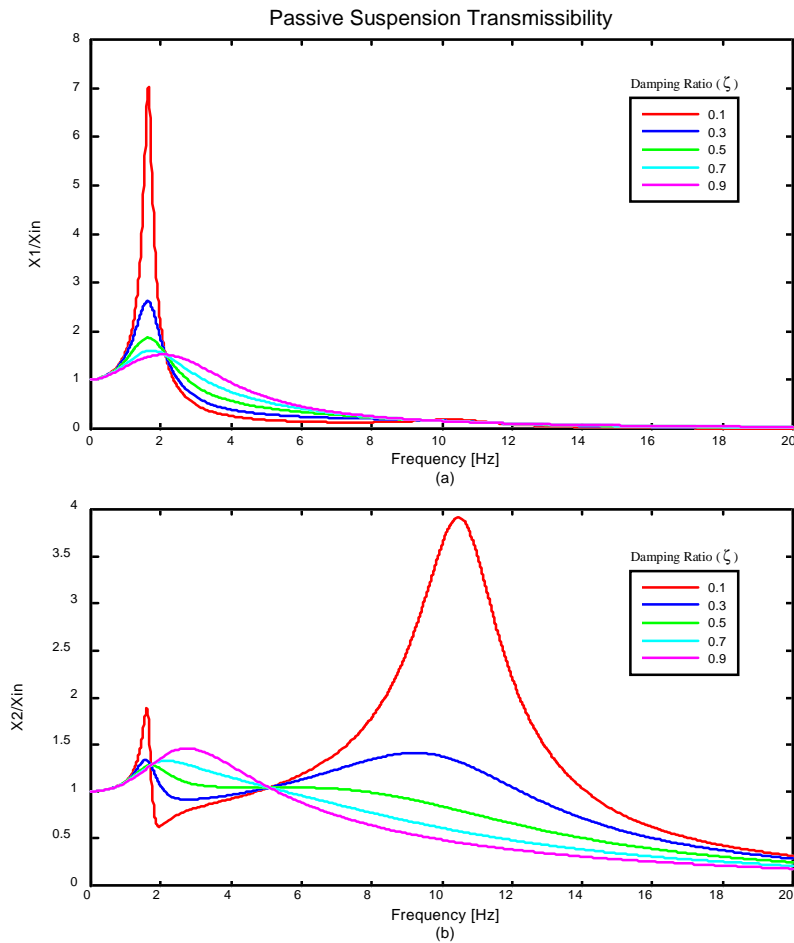 Passive Suspension Transmissibility
8
7
6
5
4
3
2
1
0
X1/Xin
Damping Ratio ( ζ )
0.1
0.3
0.5
0.7
0.9
0 2 4 6 8 10 12 14 16 18 20
Frequency [Hz]
(a)
4
3.5
3
2.5
2
1.5
1
0.5
0
X2/Xin
Damping Ratio ( ζ )
0.1
0.3
0.5
0.7
0.9
0 2 4 6 8 10 12 14 16 18 20
Frequency [Hz]
(b)